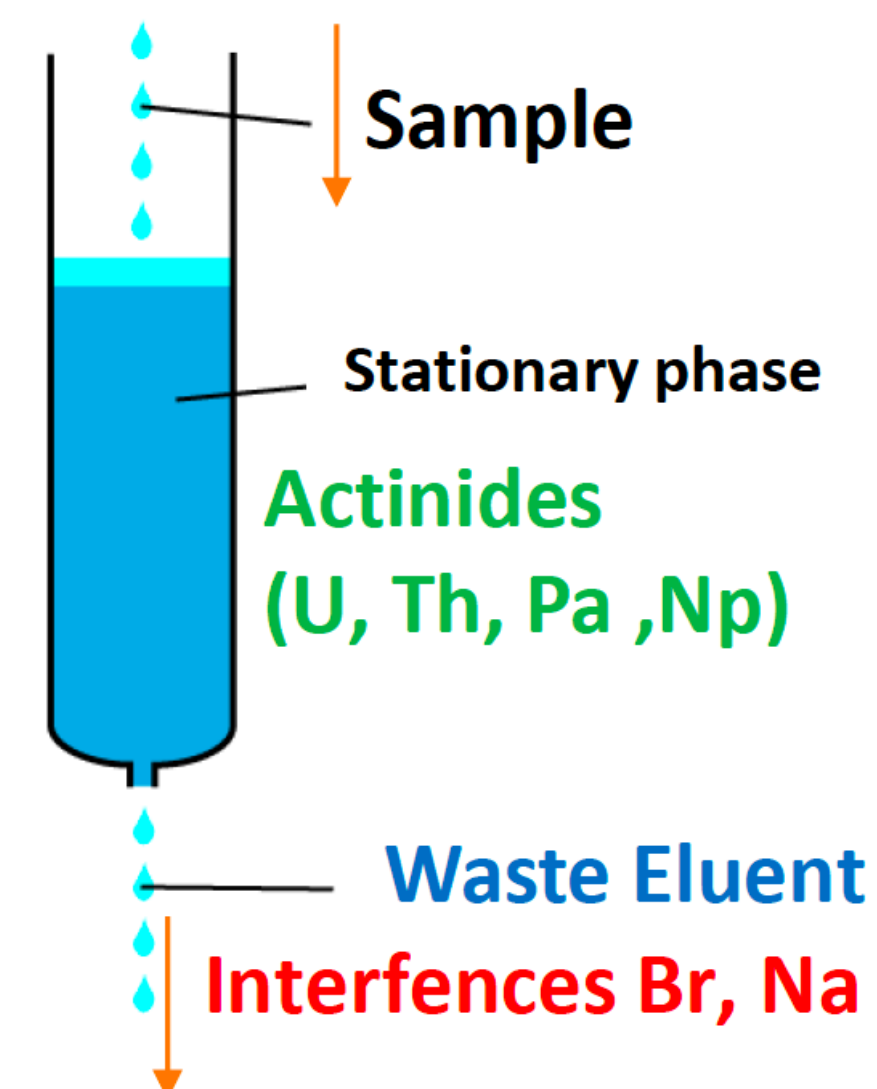 Sample
Stationary phase
Actinides
(U, Th, Pa ,Np)
Waste Eluent
Interfences Br, Na